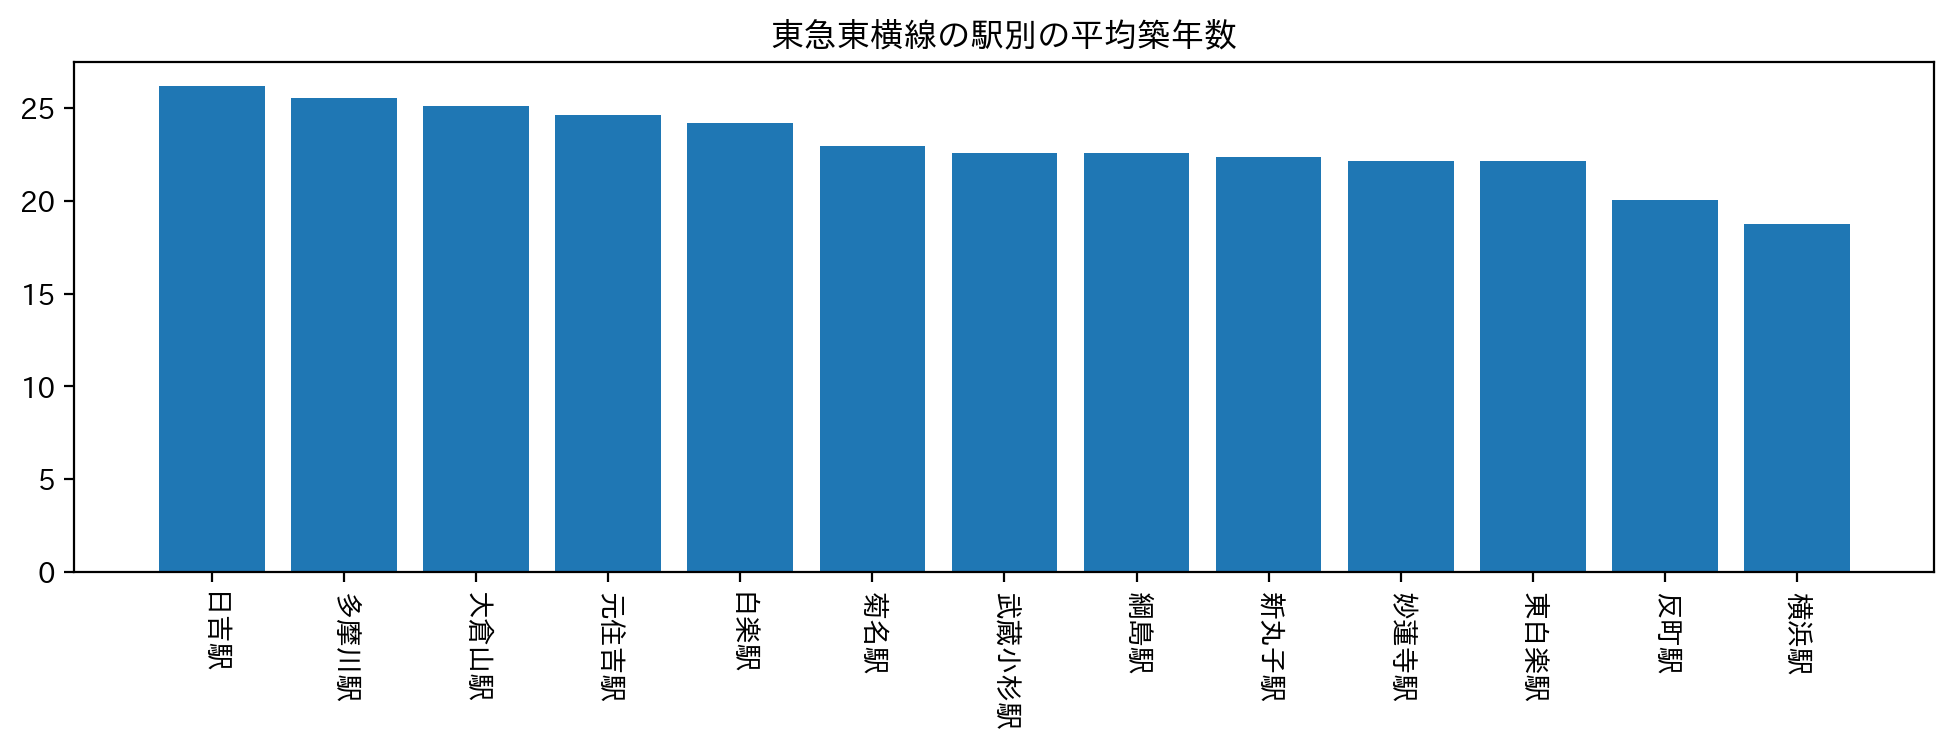 東急東横線の駅別の平均築年数
25
20
15
10
5
0
日吉駅
多摩川駅
大倉山駅
元住吉駅
白楽駅
菊名駅
武蔵小杉駅
綱島駅
新丸子駅
妙蓮寺駅
東白楽駅
反町駅
横浜駅